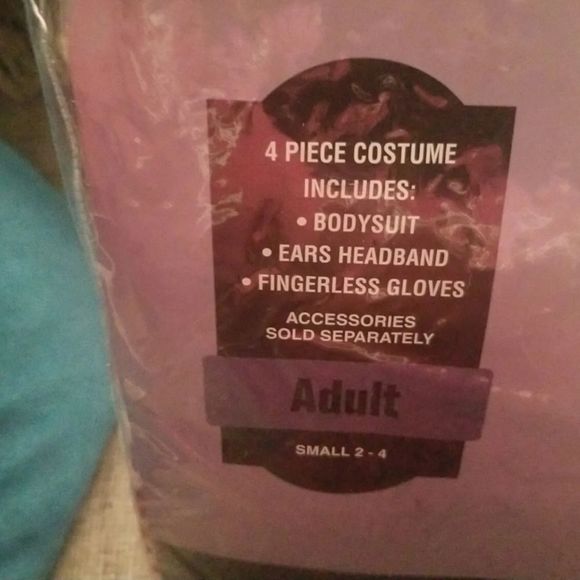 4 PIECE COSTUME
INCLUDES:
• BODYSUIT
• EARS HEADBAND
• FINGERLESS GLOVES
ACCESSORIES
SOLD SEPARATELY
Adult
SMALL 2 - 4